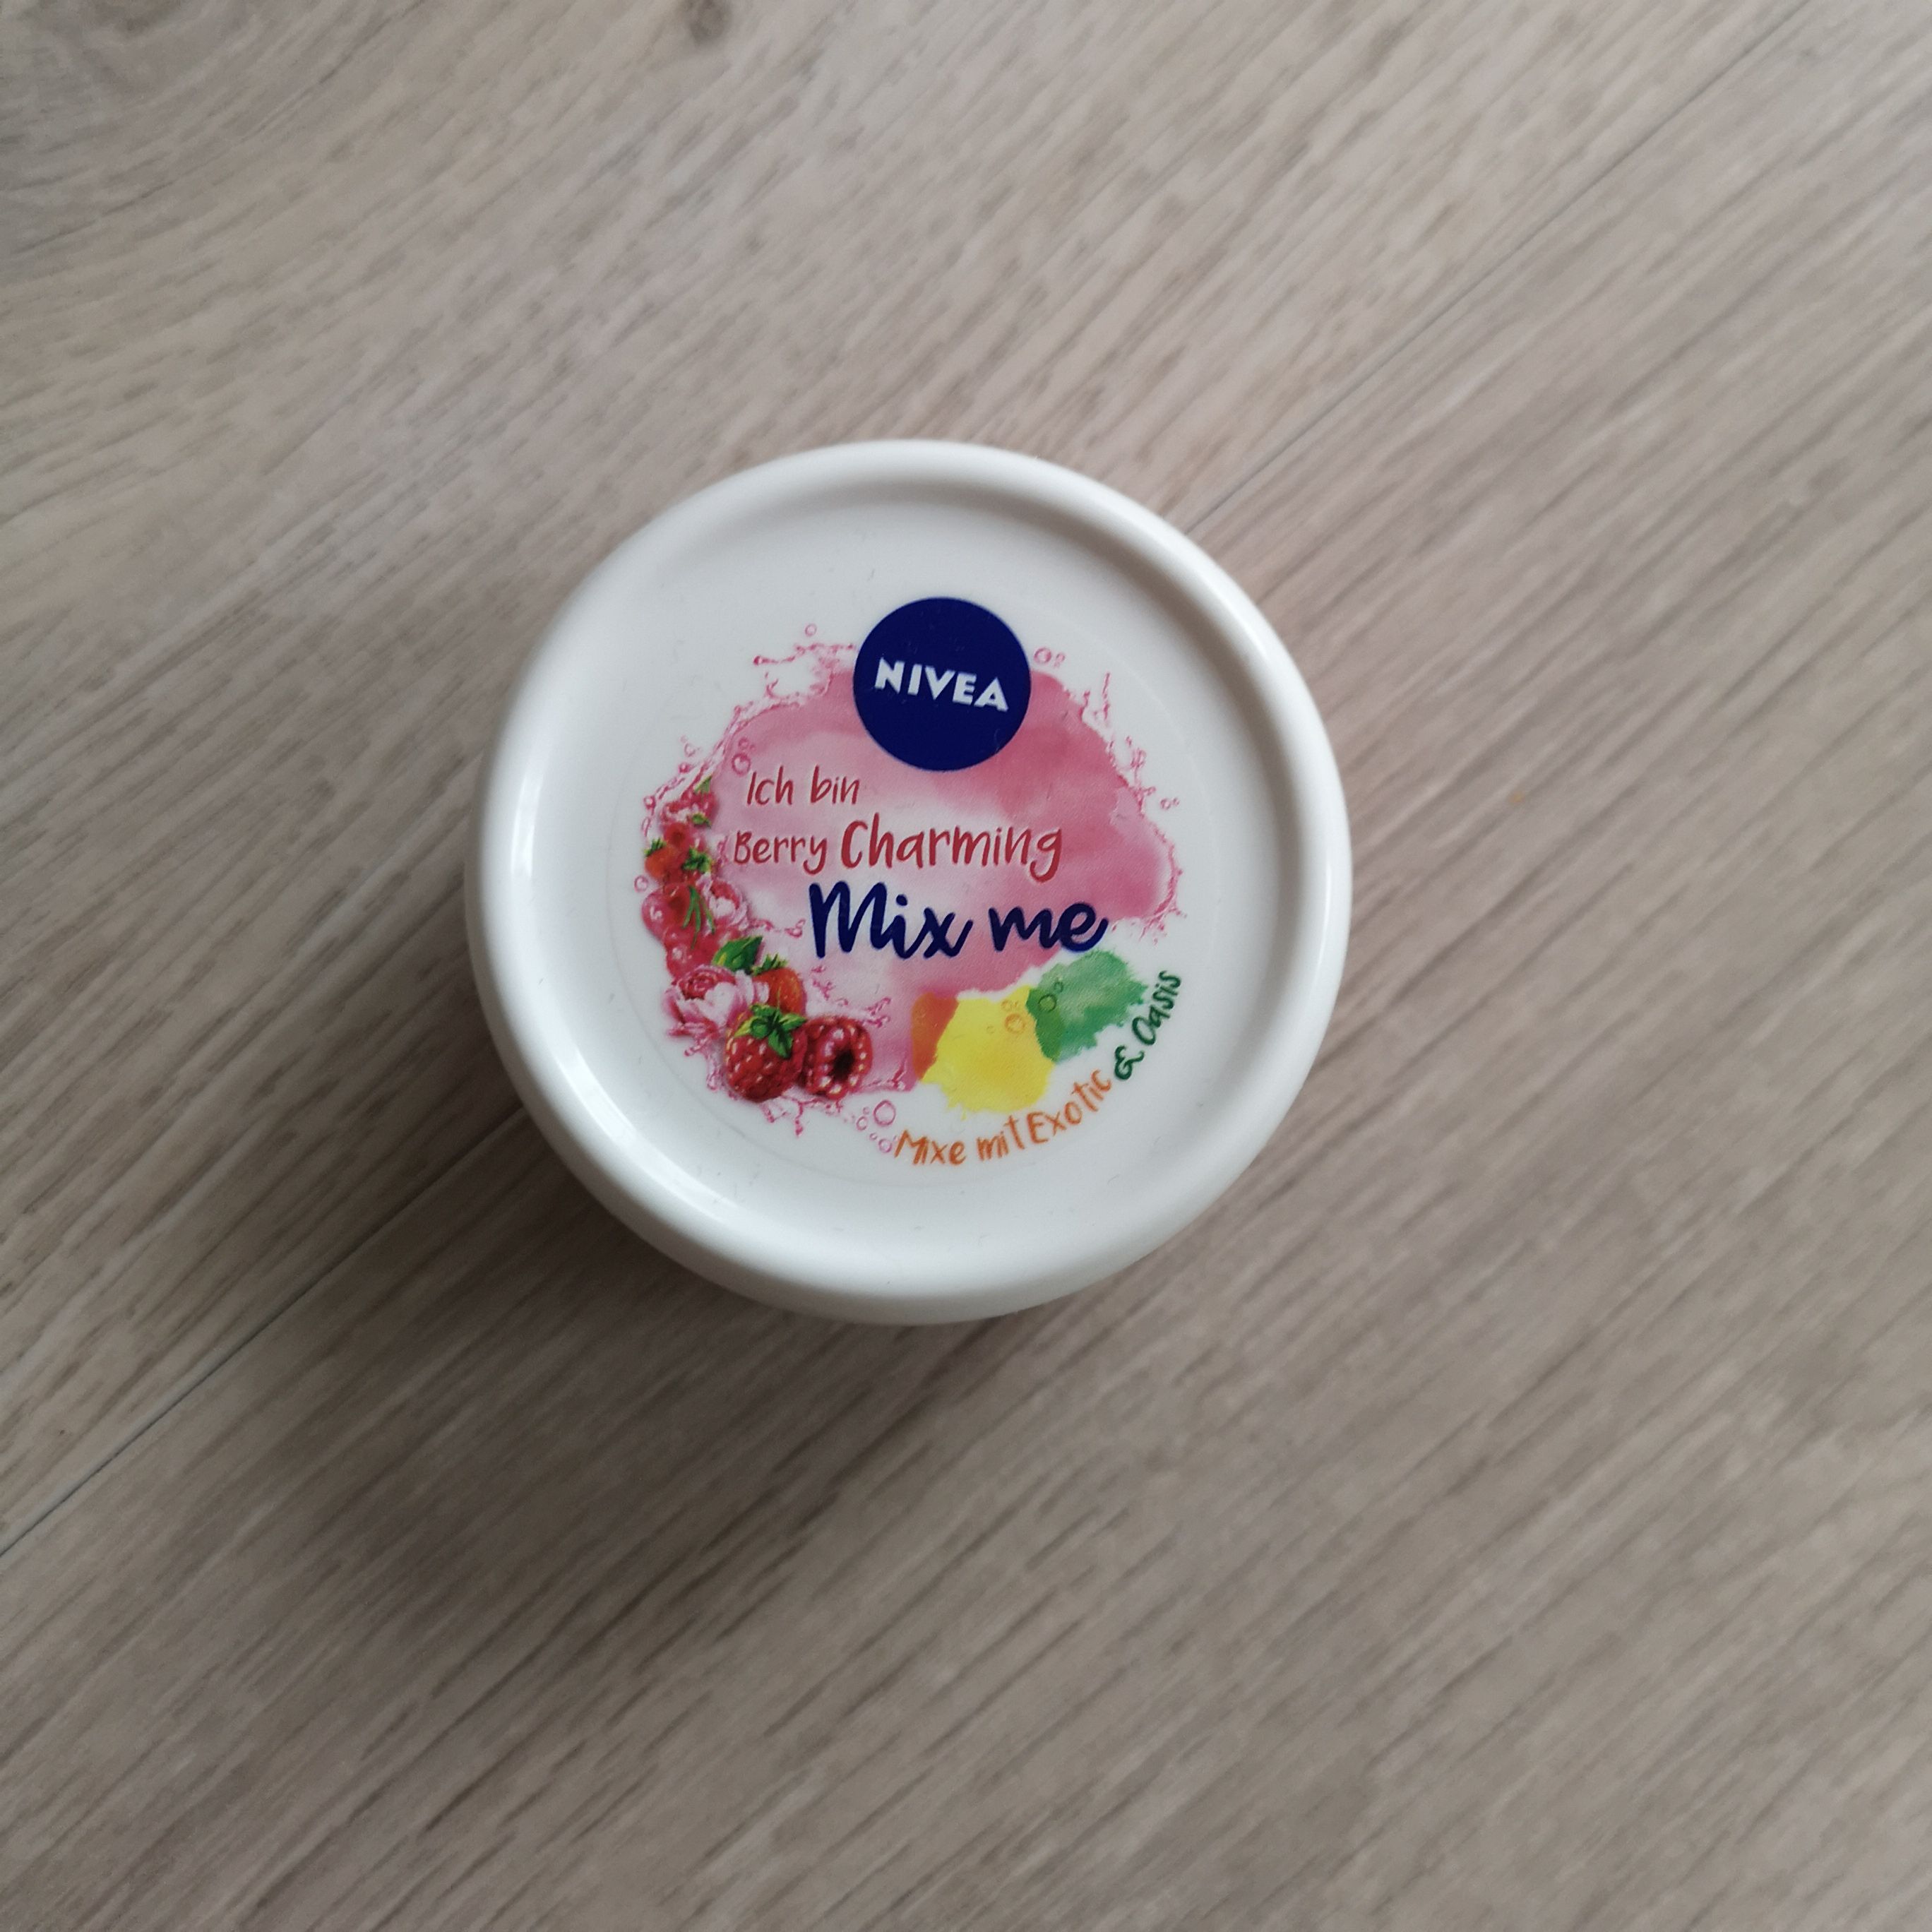 NIVEA
Ich bin
Berry Charming
Mix me
Mixe mit Exotic & Oasis